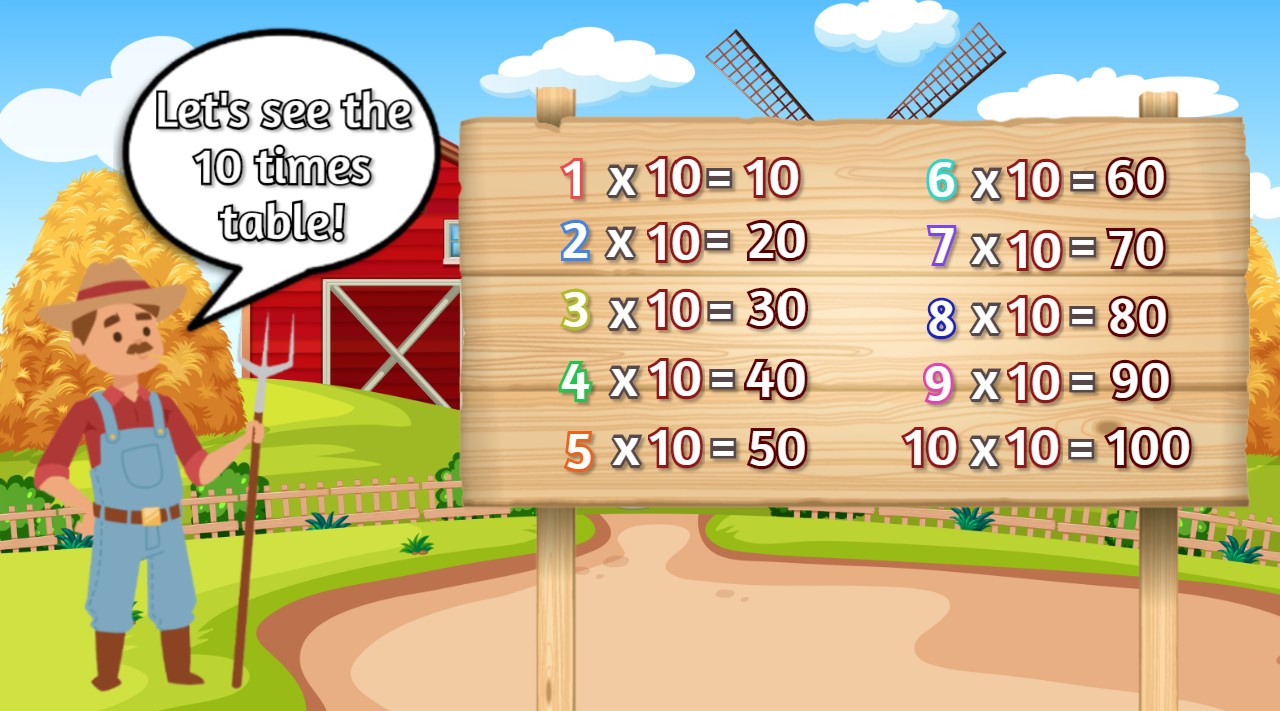 Let's see the
10 times
table!
1 x 10 = 10
2 x 10 = 20
3 x 10 = 30
4 x 10 = 40
5 x 10 = 50
6 x 10 = 60
7 x 10 = 70
8 x 10 = 80
9 x 10 = 90
10 x 10 = 100